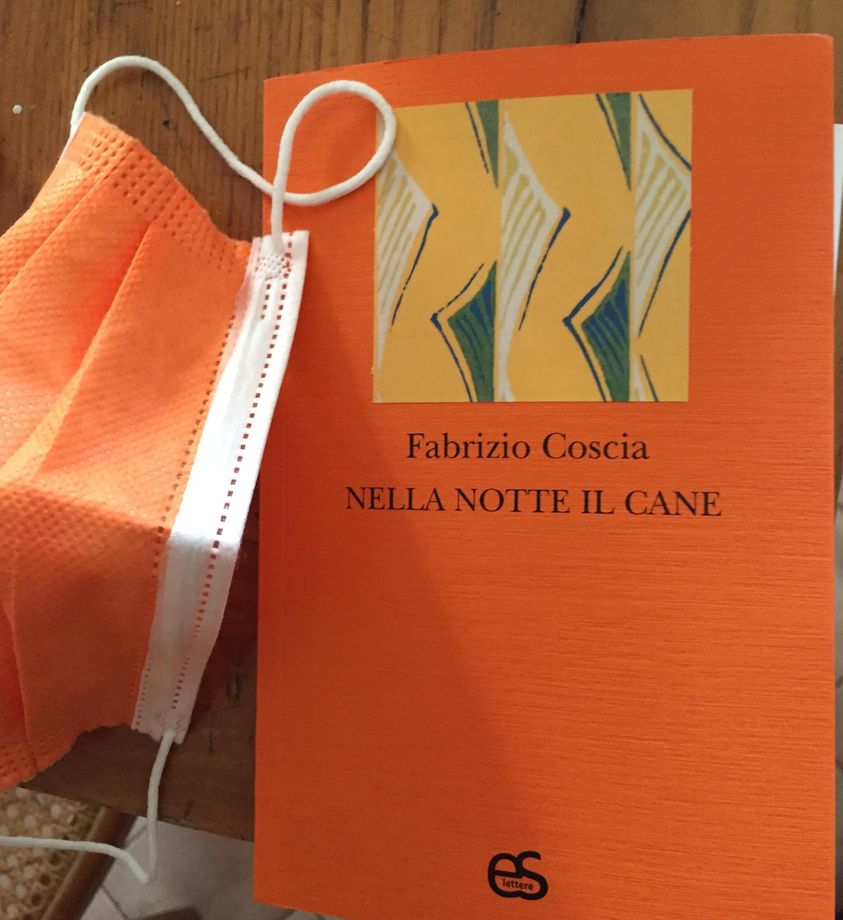 Fabrizio Coscia
NELLA NOTTE IL CANE
es
lettere